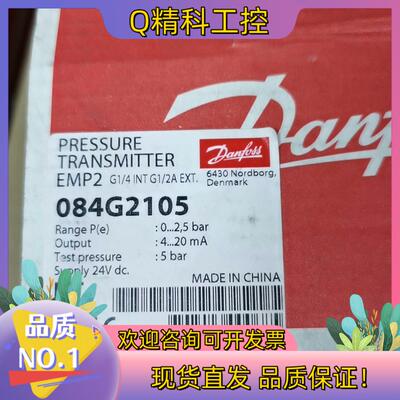 Q精科工控
PRESSURE
TRANSMITTER
EMP2 G1/4 INT G1/2A EXT.
Danfoss
6430 Nordborg,
Denmark
084G2105
Range P(e) : 0...2,5 bar
Output : 4...20 mA
Test pressure : 5 bar
Supply 24V dc.
MADE IN CHINA
Danfoss
品质
NO.1
欢迎咨询可开发票
现货直发 品质保证！